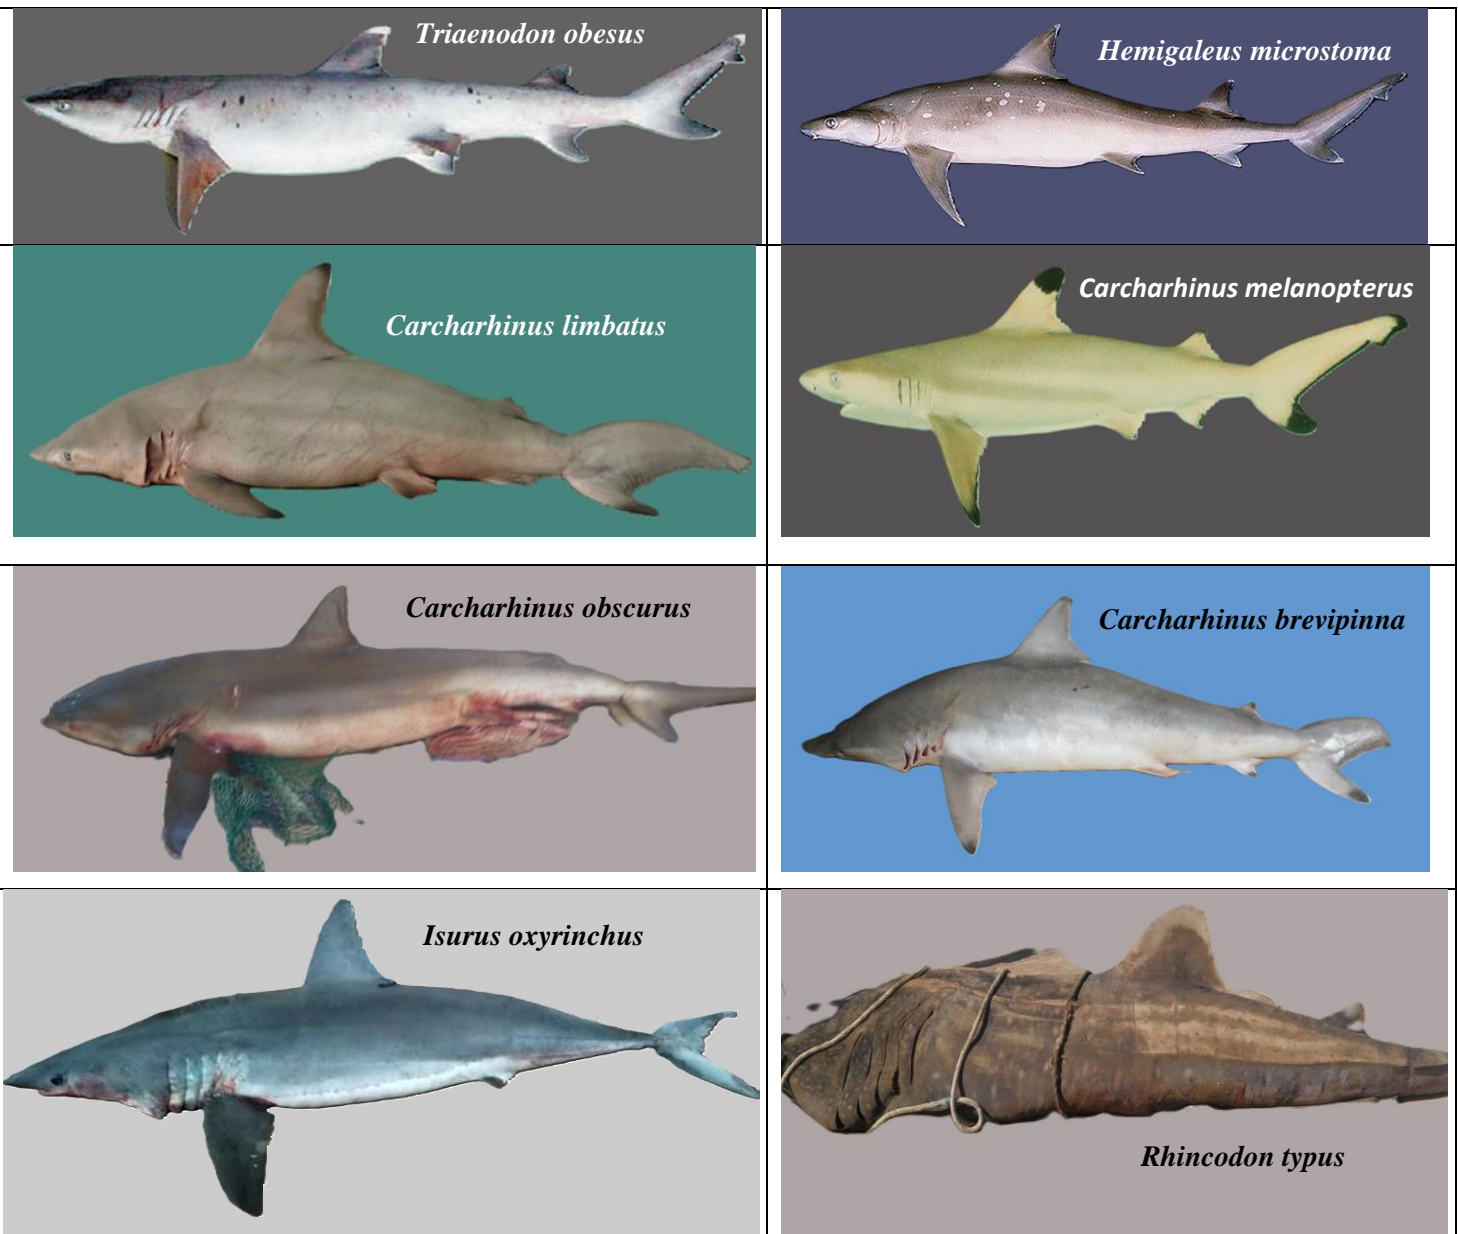 Triaenodon obesus
Hemigaleus microstoma
Carcharhinus limbatus
Carcharhinus melanopterus
Carcharhinus obscurus
Carcharhinus brevipinna
Isurus oxyrinchus
Rhincodon typus